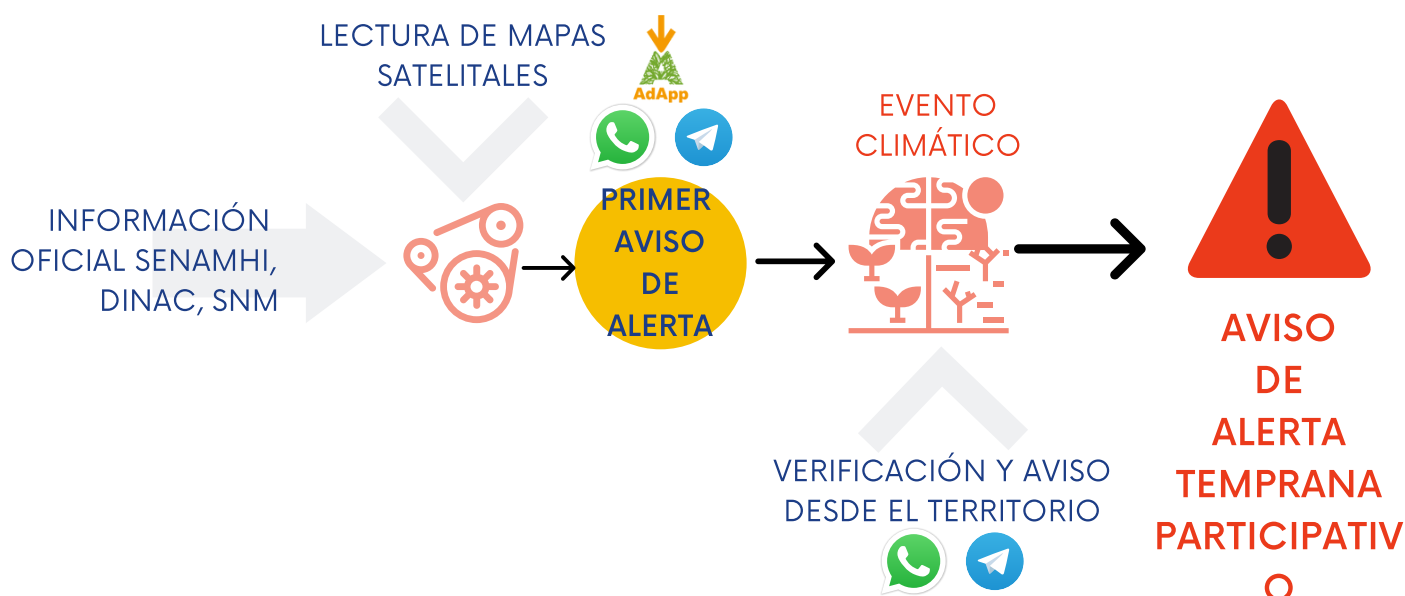 LECTURA DE MAPAS
SATELITALES
AdApp
INFORMACIÓN
OFICIAL SENAMHI,
DINAC, SNM
PRIMER
AVISO
DE
ALERTA
EVENTO
CLIMÁTICO
VERIFICACIÓN Y AVISO
DESDE EL TERRITORIO
AVISO
DE
ALERTA
TEMPRANA
PARTICIPATIV
O